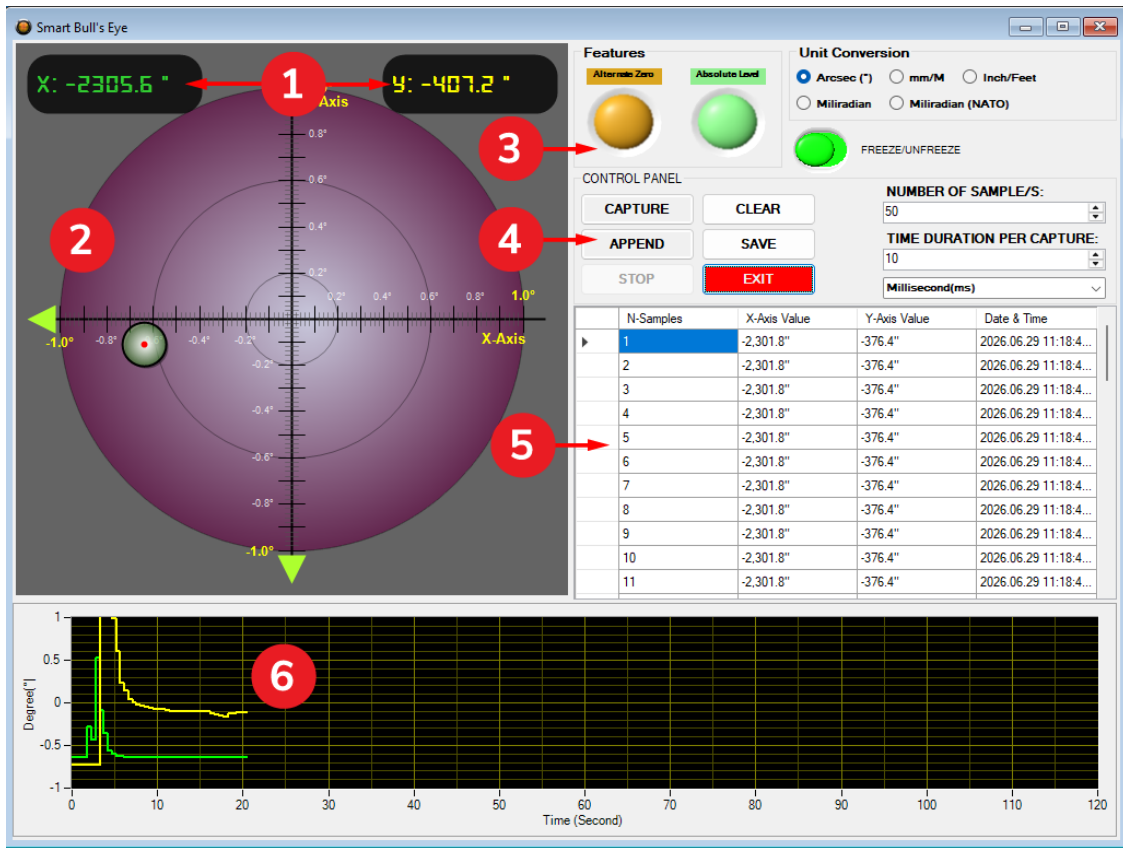 Smart Bull's Eye
X: -2305.6 "
1
Y: -407.2 "
Axis
0.8°
0.6°
0.4°
0.2°
0.2°
0.4°
0.6°
0.8°
1.0°
X-Axis
-1.0°
-0.8°
-0.4°
-0.2°
-0.2°
-0.4°
-0.6°
-0.8°
-1.0°
2
Features
Alternate Zero
Absolute Level
3
Unit Conversion
Arcsec (")
mm/M
Inch/Feet
Miliradian
Miliradian (NATO)
FREEZE/UNFREEZE
CONTROL PANEL
CAPTURE
CLEAR
4
APPEND
SAVE
STOP
EXIT
NUMBER OF SAMPLE/S:
50
TIME DURATION PER CAPTURE:
10
Millisecond(ms)
5
N-Samples X-Axis Value Y-Axis Value Date & Time
1 -2,301.8" -376.4" 2026.06.29 11:18:4...
2 -2,301.8" -376.4" 2026.06.29 11:18:4...
3 -2,301.8" -376.4" 2026.06.29 11:18:4...
4 -2,301.8" -376.4" 2026.06.29 11:18:4...
5 -2,301.8" -376.4" 2026.06.29 11:18:4...
6 -2,301.8" -376.4" 2026.06.29 11:18:4...
7 -2,301.8" -376.4" 2026.06.29 11:18:4...
8 -2,301.8" -376.4" 2026.06.29 11:18:4...
9 -2,301.8" -376.4" 2026.06.29 11:18:4...
10 -2,301.8" -376.4" 2026.06.29 11:18:4...
11 -2,301.8" -376.4" 2026.06.29 11:18:4...
6
1
0.5
0
-0.5
-1
Degree(°)
0 10 20 30 40 50 60 70 80 90 100 110 120
Time (Second)